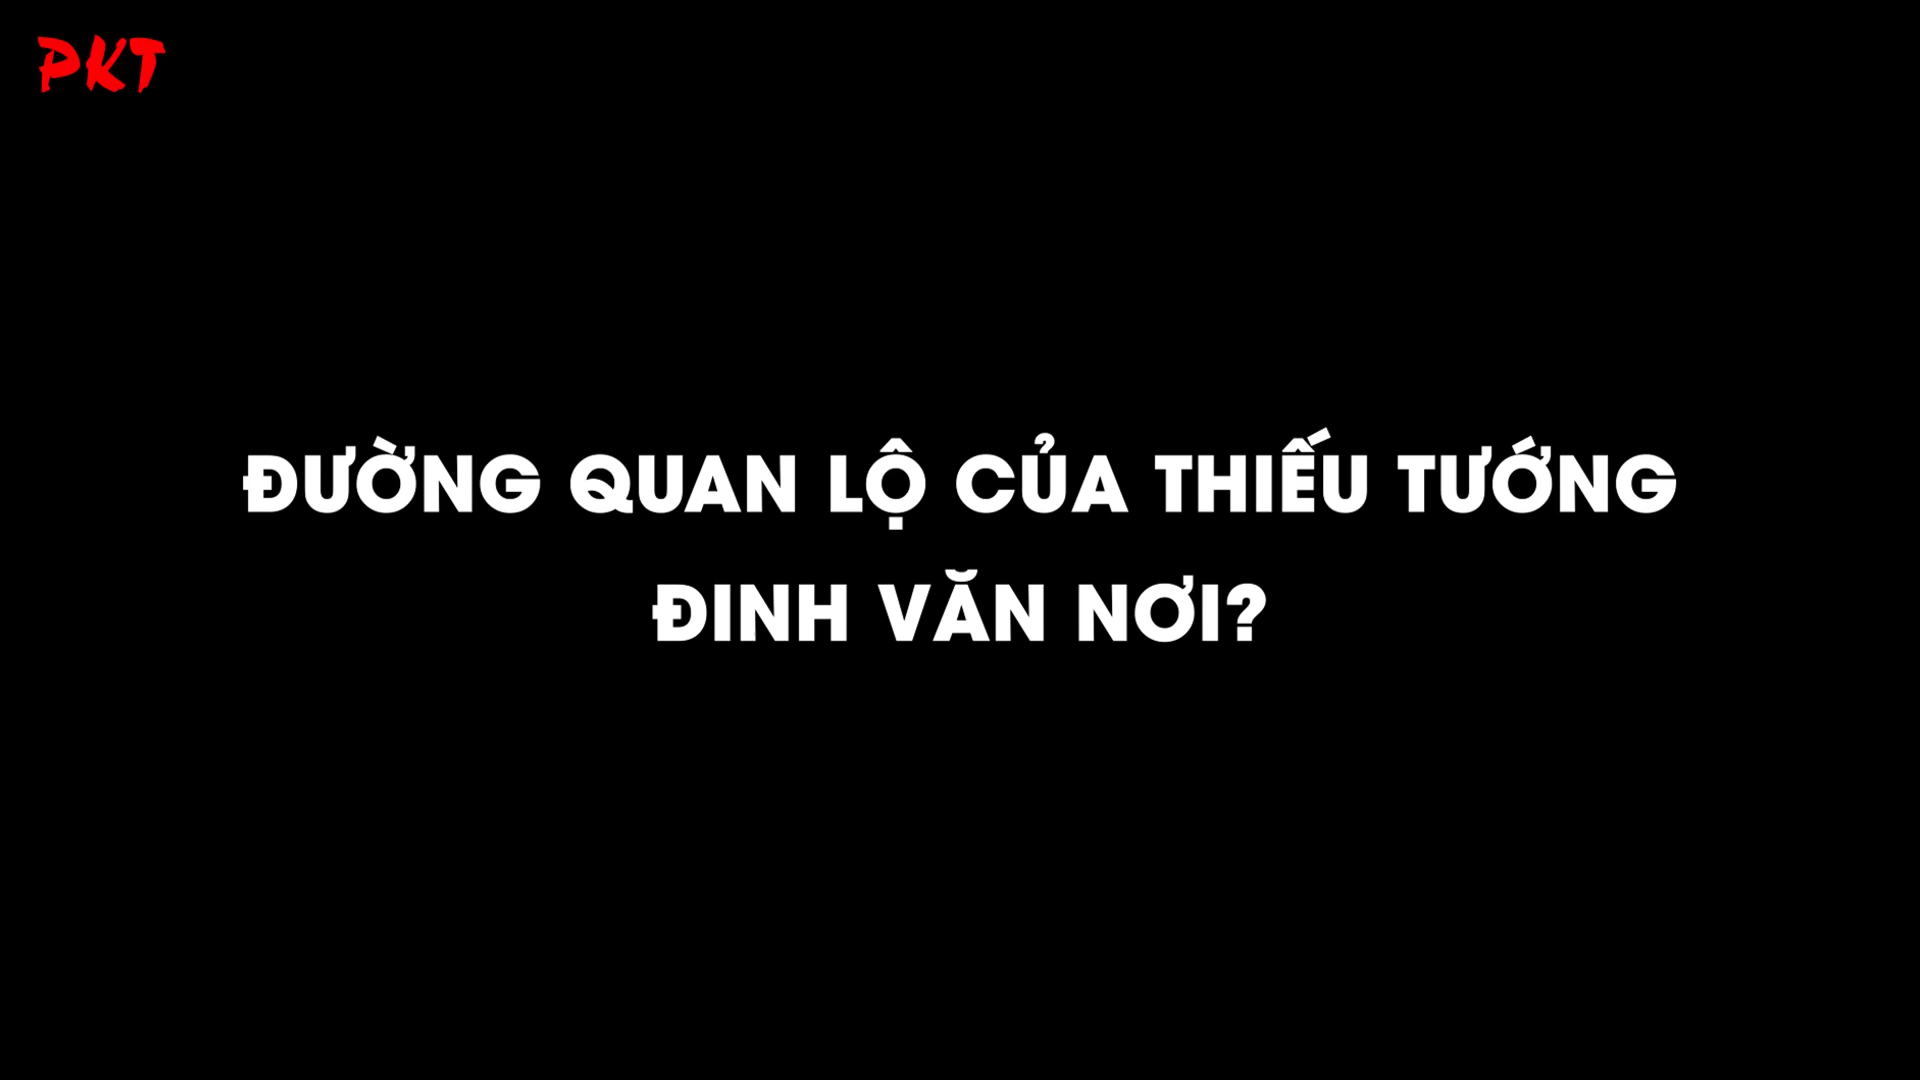 PKT
ĐƯỜNG QUAN LỘ CỦA THIẾU TƯỚNG
ĐINH VĂN NƠI?